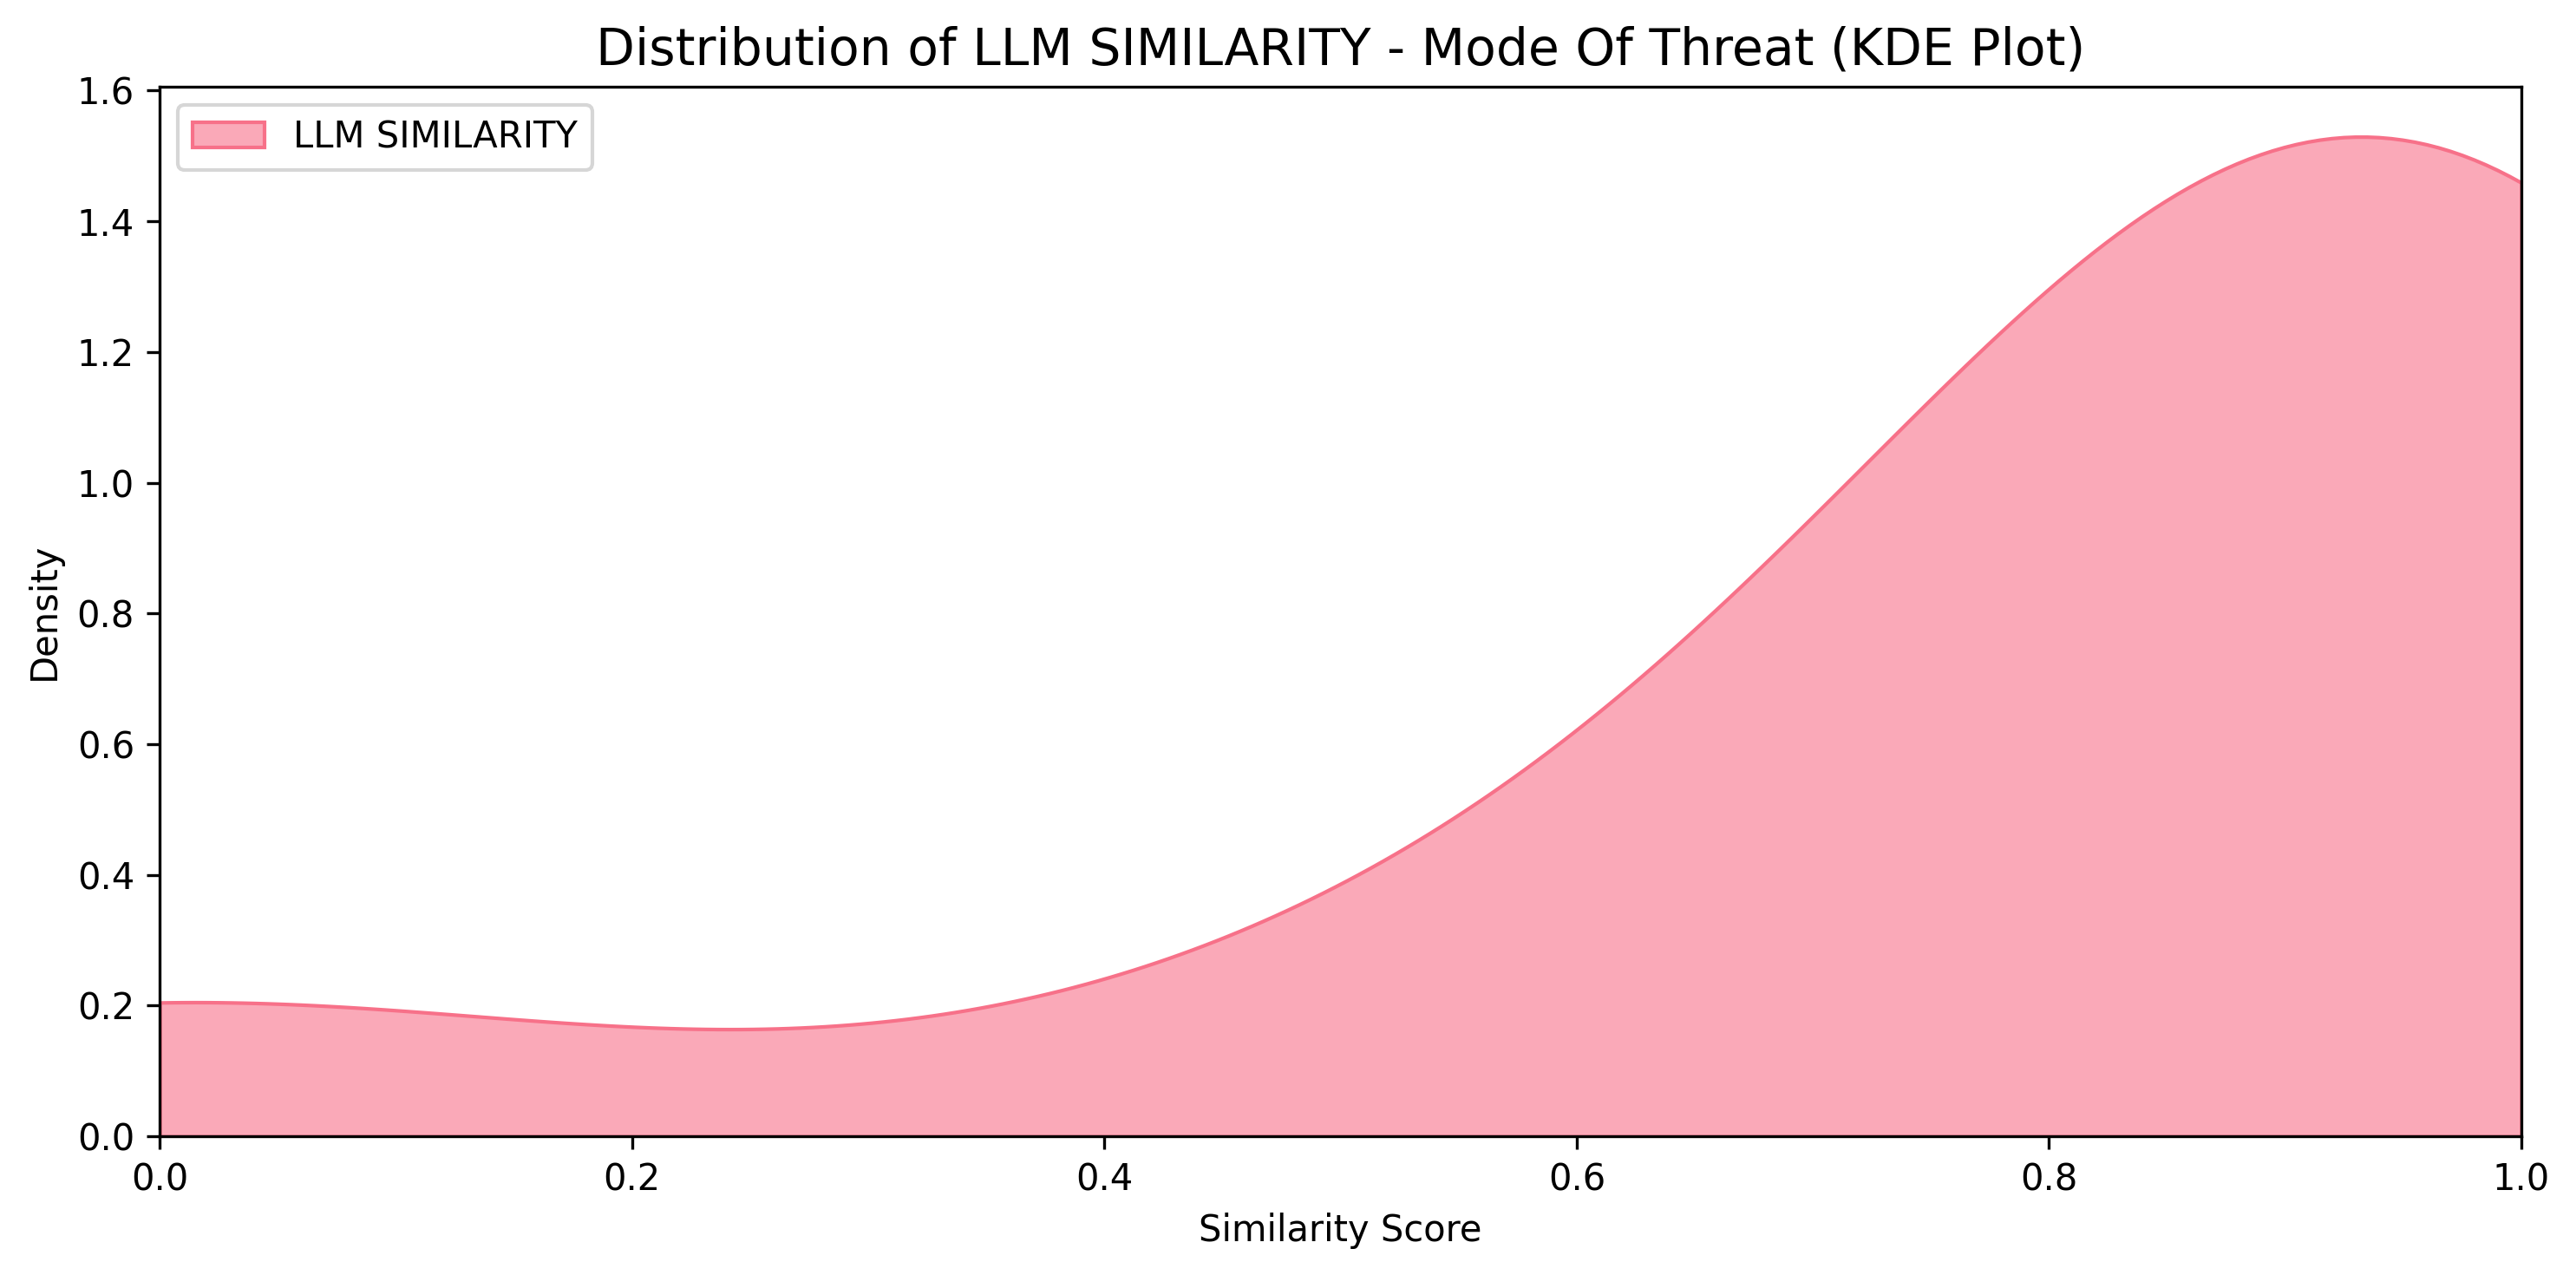 Distribution of LLM SIMILARITY - Mode Of Threat (KDE Plot)
LLM SIMILARITY
1.6
1.4
1.2
1.0
0.8
0.6
0.4
0.2
0.0
Density
0.0 0.2 0.4 0.6 0.8 1.0
Similarity Score